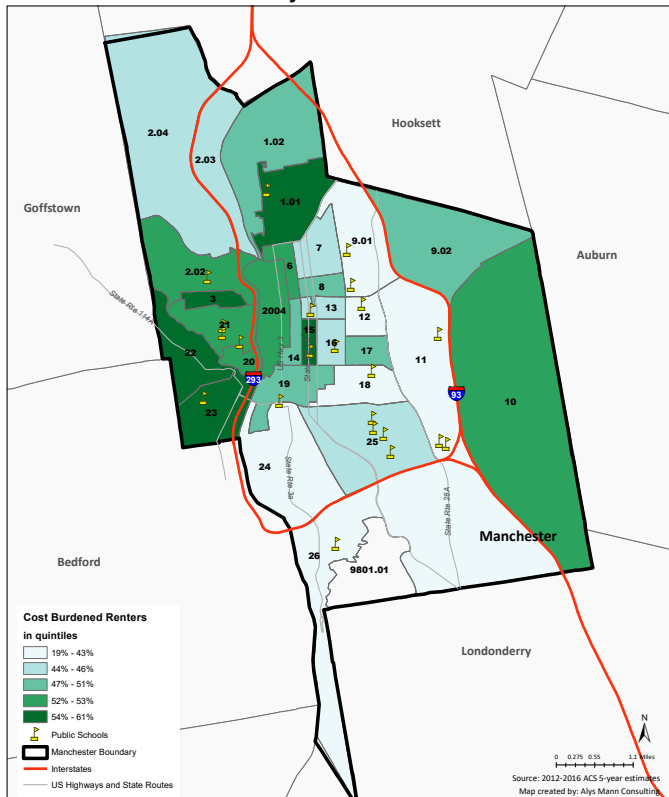 Hooksett
2.04
2.03
1.02
1.01
Goffstown
Auburn
7
9.01
9.02
6
2.02
8
3
2004
13
12
15
21
State Rte 114A
US Hwy 3
16
14
17
11
22
20
293
19
18
93
10
23
25
24
State Rte 3a
State Rte 28A
Manchester
26
9801.01
Bedford
Londonderry
Cost Burdened Renters
in quintiles
19% - 43%
44% - 46%
47% - 51%
52% - 53%
54% - 61%
Public Schools
Manchester Boundary
Interstates
US Highways and State Routes
N
0 0.275 0.55 1.1 Miles
Source: 2012-2016 ACS 5-year estimates
Map created by: Alys Mann Consulting